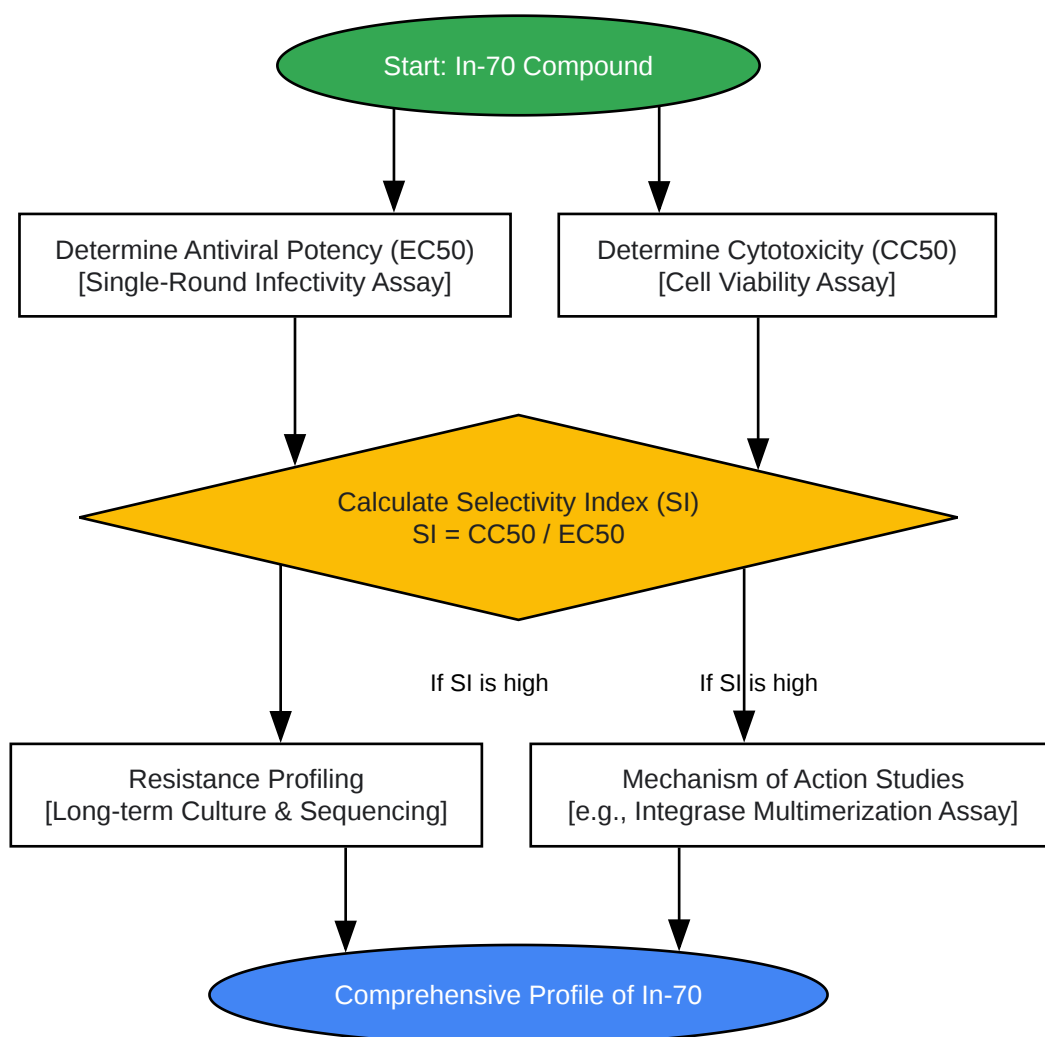 Start: In-70 Compound
Determine Antiviral Potency (EC50)
[Single-Round Infectivity Assay]
Determine Cytotoxicity (CC50)
[Cell Viability Assay]
Calculate Selectivity Index (SI)
SI = CC50 / EC50
If SI is high
If SI is high
Resistance Profiling
[Long-term Culture & Sequencing]
Mechanism of Action Studies
[e.g., Integrase Multimerization Assay]
Comprehensive Profile of In-70